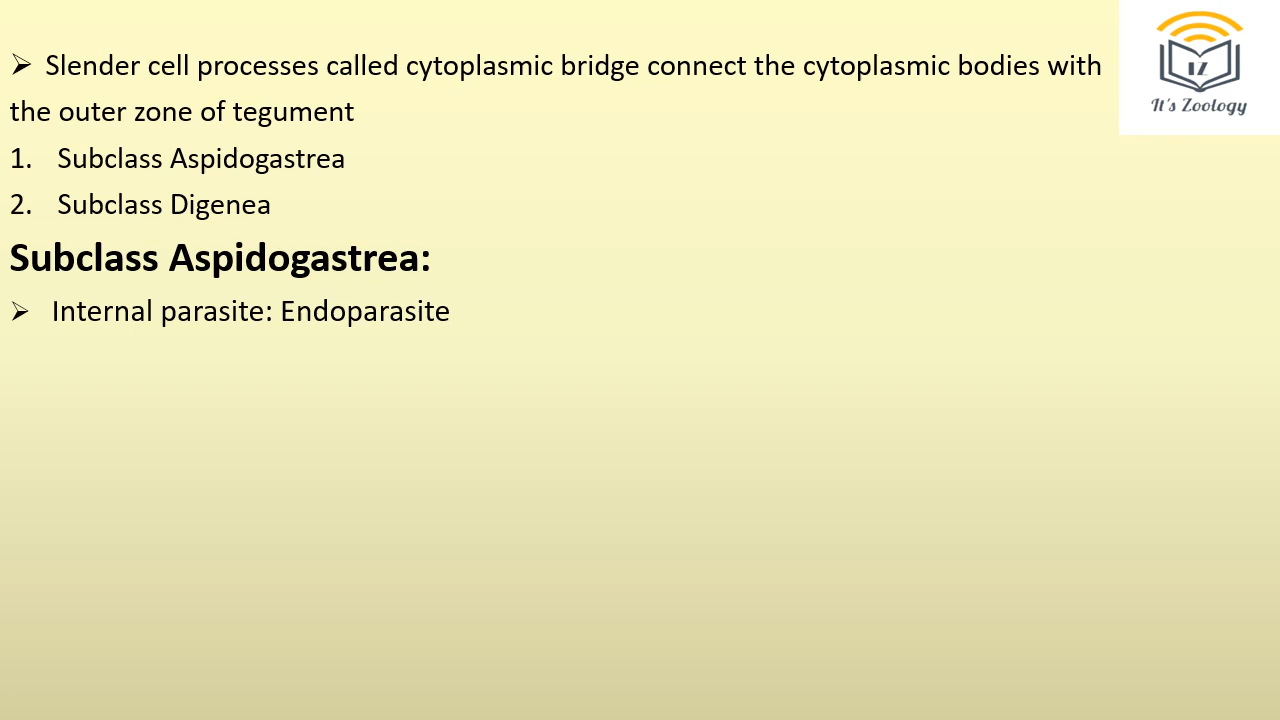 ➢ Slender cell processes called cytoplasmic bridge connect the cytoplasmic bodies with
the outer zone of tegument
1. Subclass Aspidogastrea
2. Subclass Digenea
Subclass Aspidogastrea:
➢ Internal parasite: Endoparasite
IZ
It's Zoology